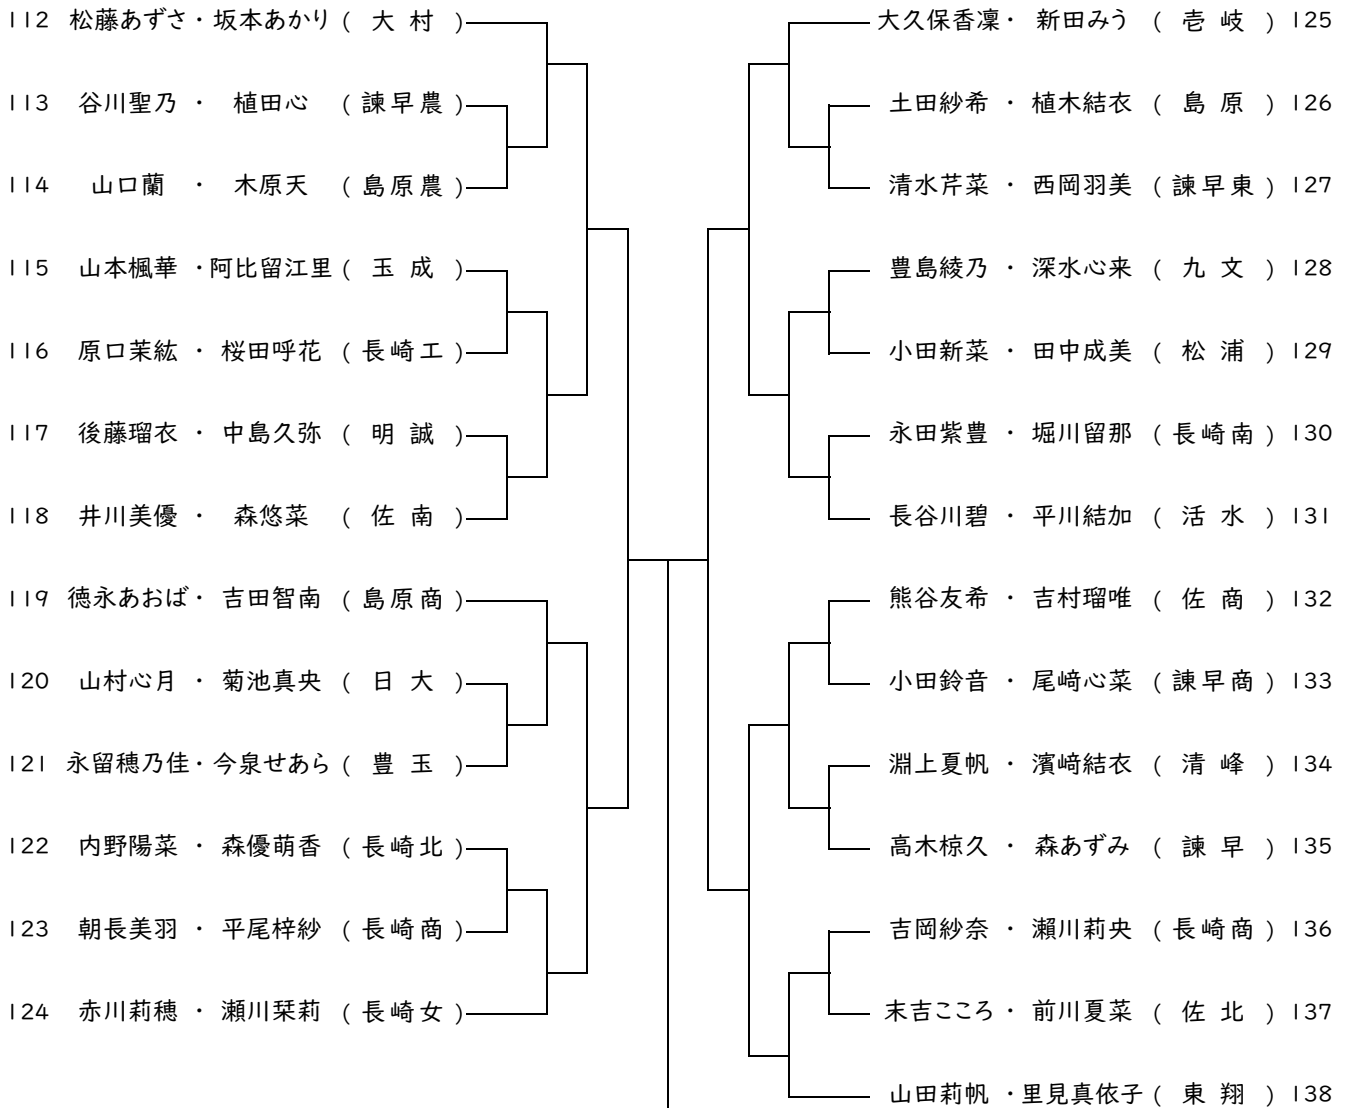 112 松藤あずさ・坂本あかり ( 大 村 )
113 谷川聖乃 ・ 植田心 ( 諫早農 )
114 山口蘭 ・ 木原天 ( 島原農 )
115 山本楓華 ・阿比留江里 ( 玉 成 )
116 原口茉紘 ・ 桜田呼花 ( 長崎工 )
117 後藤瑠衣 ・ 中島久弥 ( 明 誠 )
118 井川美優 ・ 森悠菜 ( 佐 南 )
119 徳永あおば・ 吉田智南 ( 島原商 )
120 山村心月 ・ 菊池真央 ( 日 大 )
121 永留穂乃佳・今泉せあら ( 豊 玉 )
122 内野陽菜 ・ 森優萌香 ( 長崎北 )
123 朝長美羽 ・ 平尾梓紗 ( 長崎商 )
124 赤川莉穂 ・ 瀬川栞莉 ( 長崎女 )
大久保香凜・ 新田みう ( 壱 岐 ) 125
土田紗希 ・ 植木結衣 ( 島 原 ) 126
清水芹菜 ・ 西岡羽美 ( 諫早東 ) 127
豊島綾乃 ・ 深水心来 ( 九 文 ) 128
小田新菜 ・ 田中成美 ( 松 浦 ) 129
永田紫豊 ・ 堀川留那 ( 長崎南 ) 130
長谷川碧 ・ 平川結加 ( 活 水 ) 131
熊谷友希 ・ 吉村瑠唯 ( 佐 商 ) 132
小田鈴音 ・ 尾﨑心菜 ( 諫早商 ) 133
淵上夏帆 ・ 濱﨑結衣 ( 清 峰 ) 134
高木椋久 ・ 森あずみ ( 諫 早 ) 135
吉岡紗奈 ・ 瀨川莉央 ( 長崎商 ) 136
末吉こころ ・ 前川夏菜 ( 佐 北 ) 137
山田莉帆 ・里見真依子 ( 東 翔 ) 138